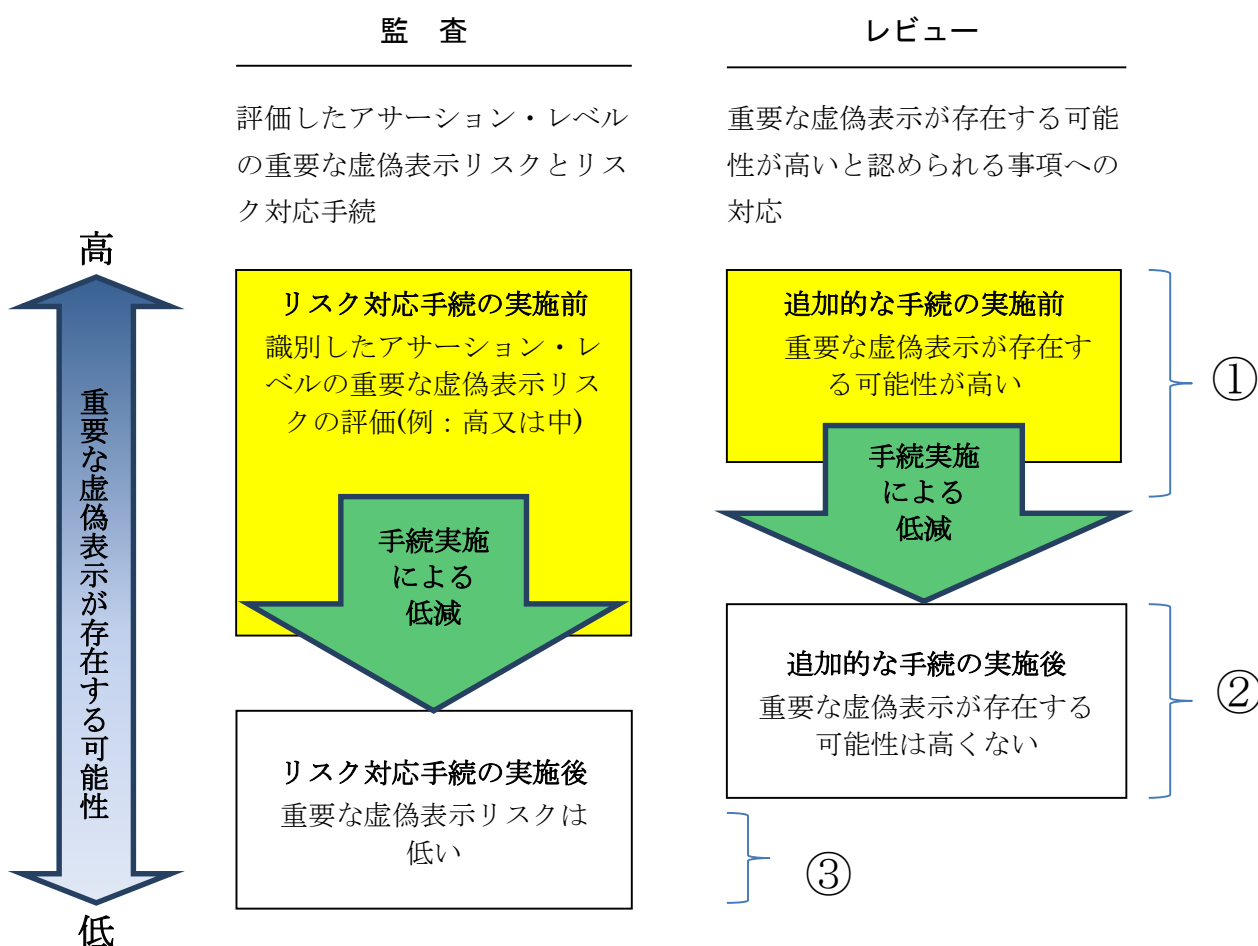 監　査
評価したアサーション・レベル
の重要な虚偽表示リスクとリス
ク対応手続
レビュー
重要な虚偽表示が存在する可能
性が高いと認められる事項への
対応
高
重要な虚偽表示が存在する可能性
低
リスク対応手続の実施前
識別したアサーション・レ
ベルの重要な虚偽表示リス
クの評価(例：高又は中)
手続実施
による
低減
リスク対応手続の実施後
重要な虚偽表示リスクは
低い
追加的な手続の実施前
重要な虚偽表示が存在す
る可能性が高い
手続実施
による
低減
追加的な手続の実施後
重要な虚偽表示が存在する
可能性は高くない
①
②
③